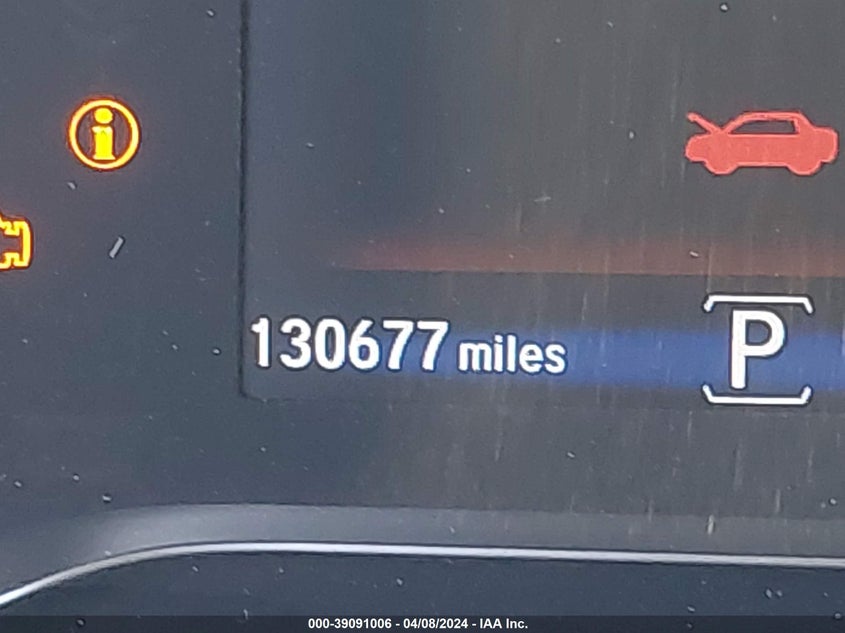 i
130677 miles
P
000-39091006 - 04/08/2024 - IAA Inc.